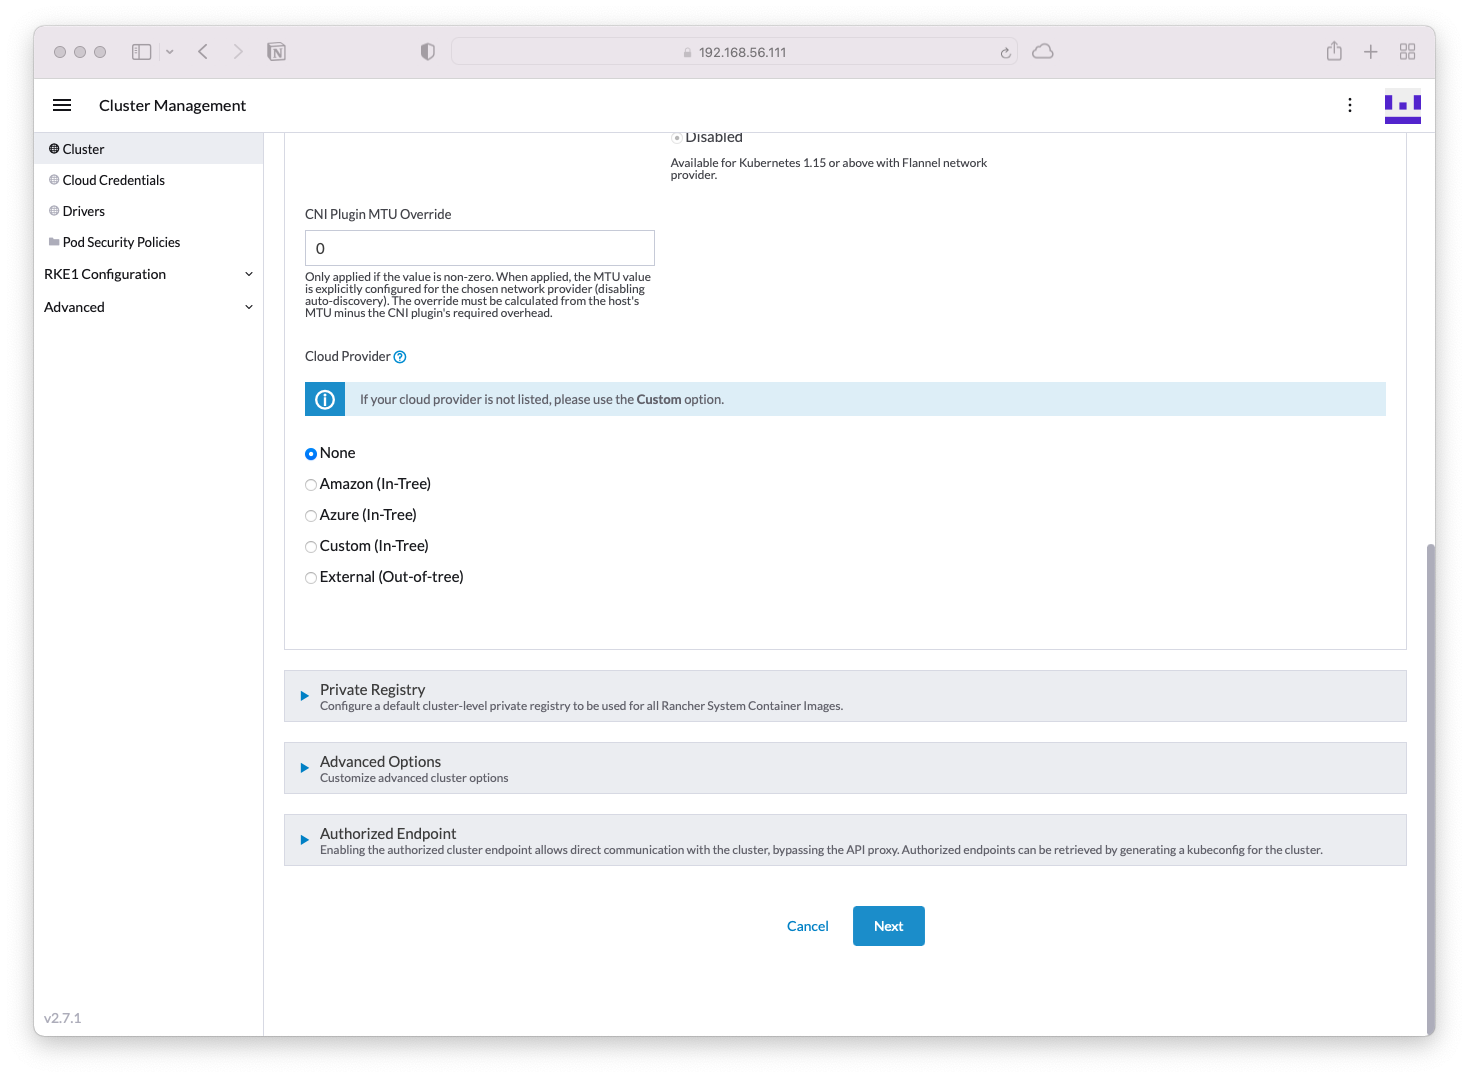 192.168.56.111
Cluster Management
Cluster
Cloud Credentials
Drivers
Pod Security Policies
RKE1 Configuration
Advanced
v2.7.1
Disabled
Available for Kubernetes 1.15 or above with Flannel network
provider.
CNI Plugin MTU Override
0
Only applied if the value is non-zero. When applied, the MTU value
is explicitly configured for the chosen network provider (disabling
auto-discovery). The override must be calculated from the host's
MTU minus the CNI plugin's required overhead.
Cloud Provider
If your cloud provider is not listed, please use the Custom option.
None
Amazon (In-Tree)
Azure (In-Tree)
Custom (In-Tree)
External (Out-of-tree)
Private Registry
Configure a default cluster-level private registry to be used for all Rancher System Container Images.
Advanced Options
Customize advanced cluster options
Authorized Endpoint
Enabling the authorized cluster endpoint allows direct communication with the cluster, bypassing the API proxy. Authorized endpoints can be retrieved by generating a kubeconfig for the cluster.
Cancel
Next